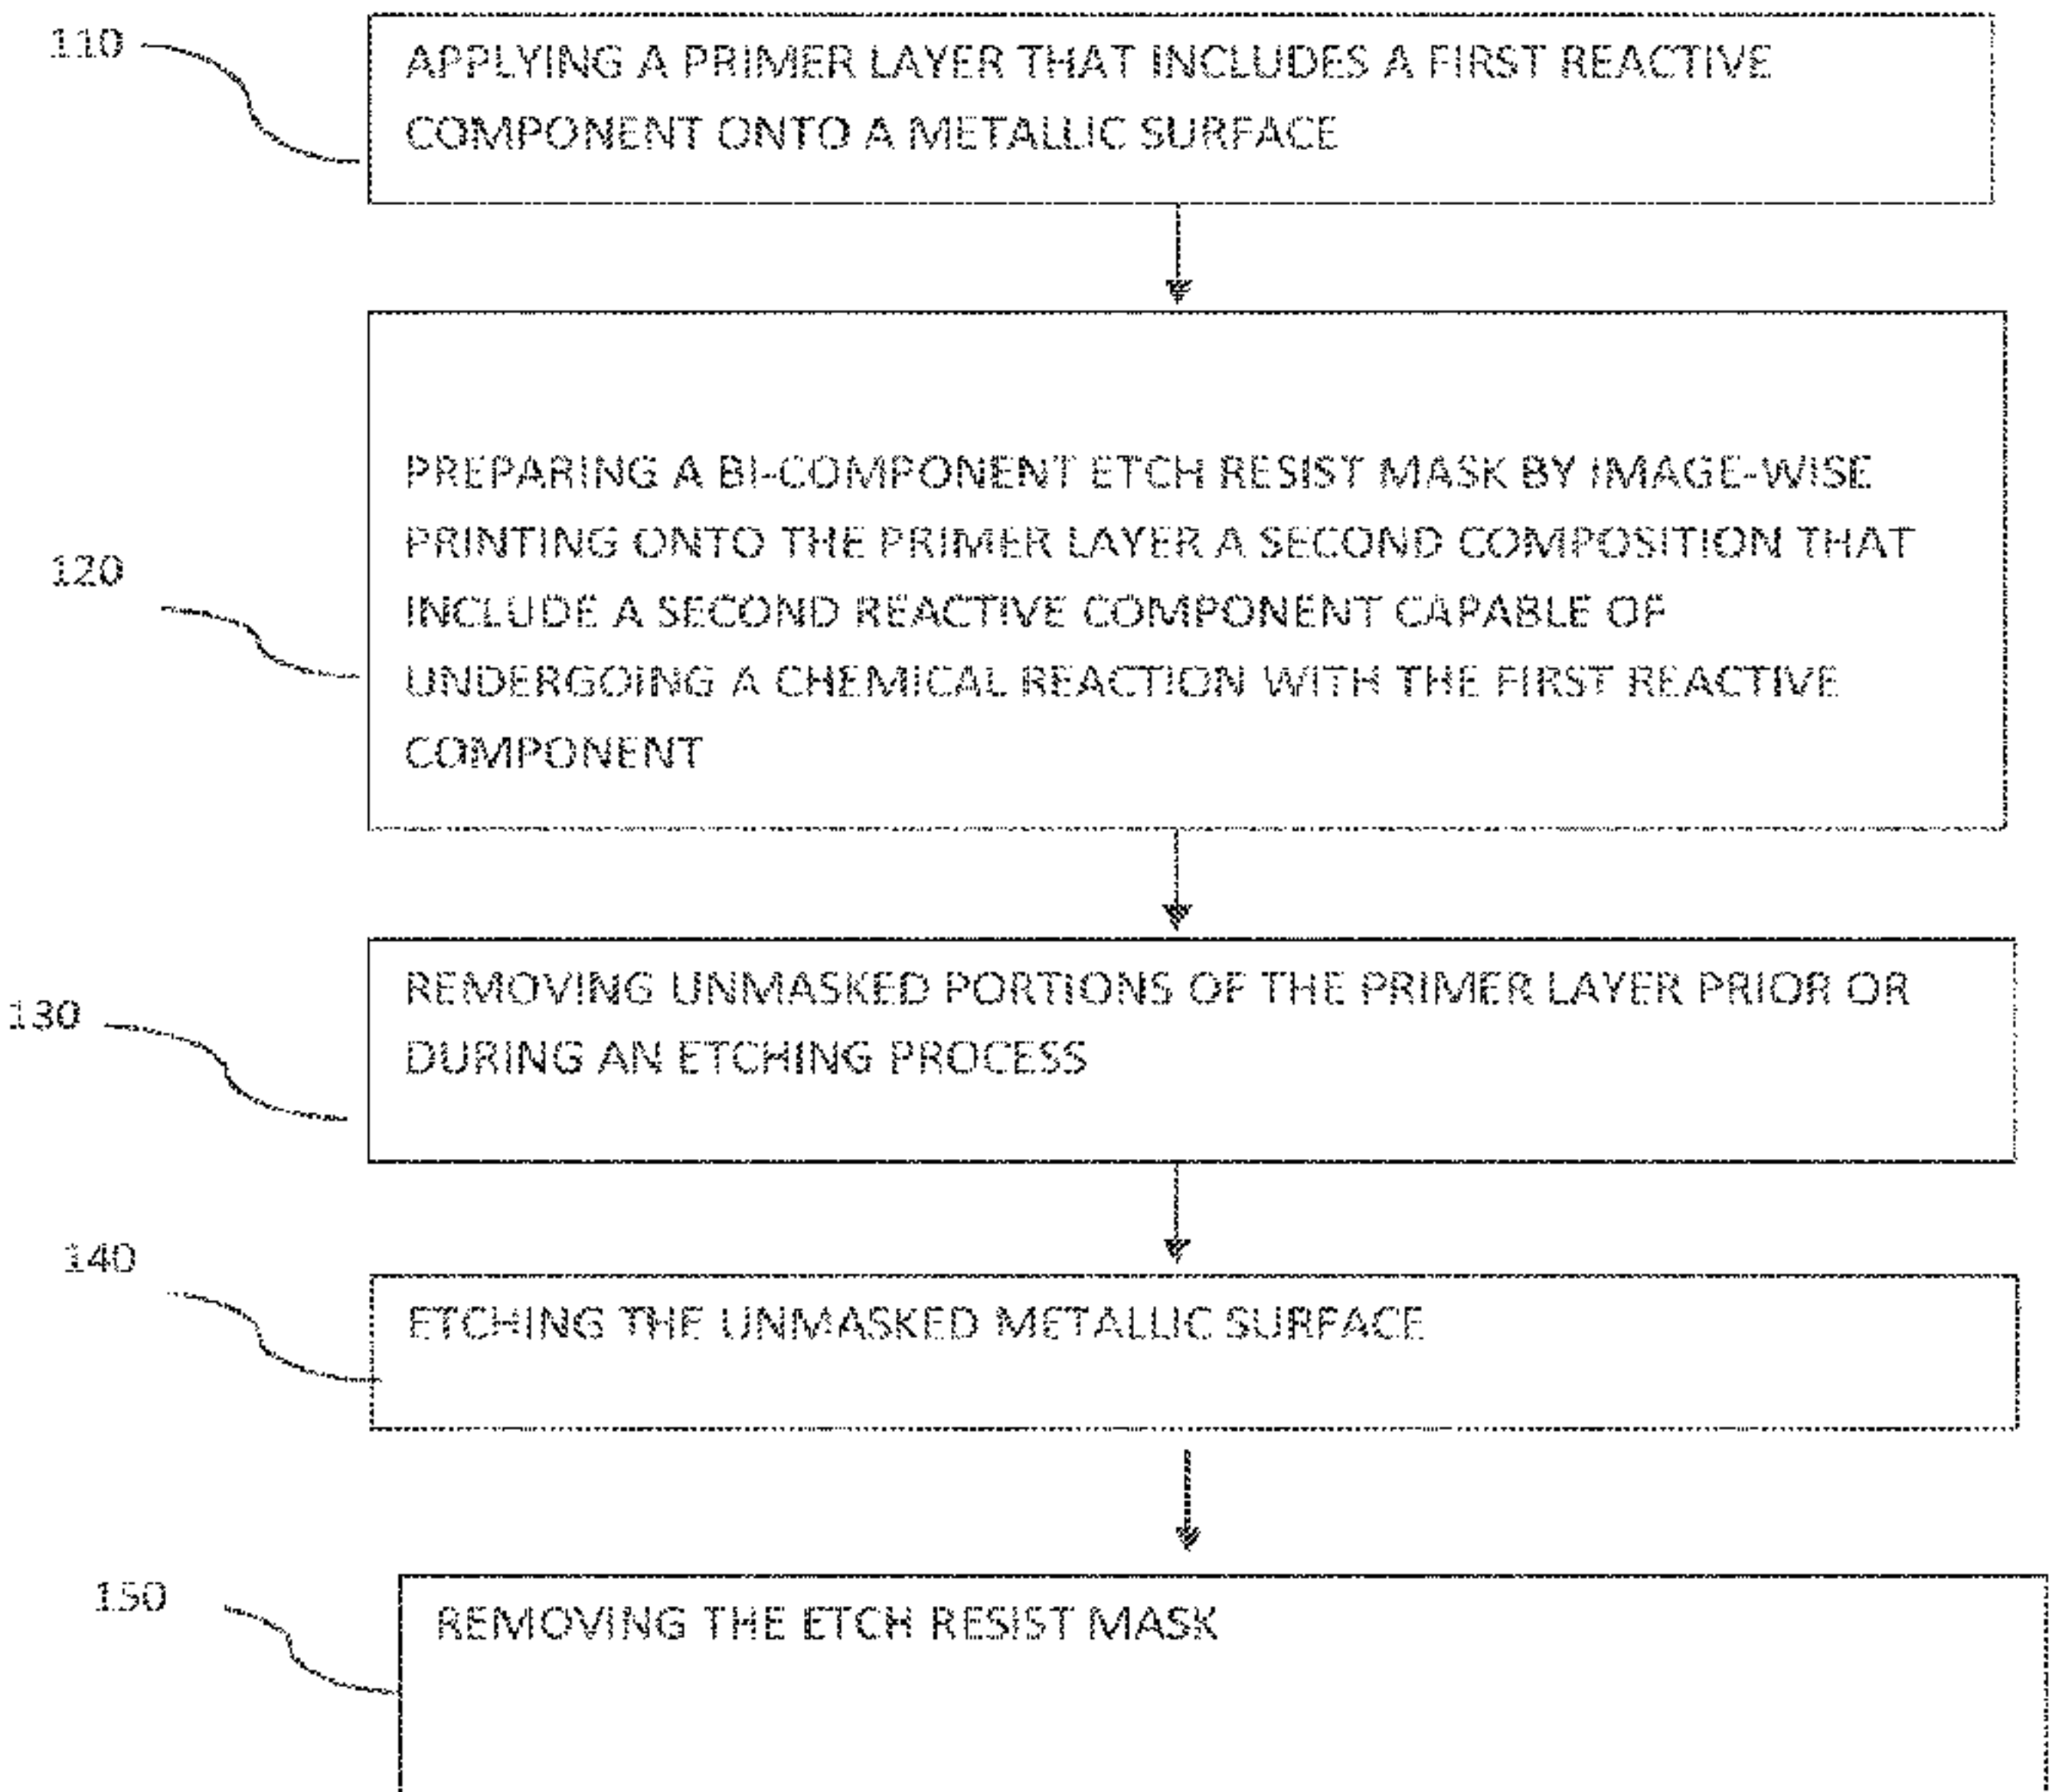 110
APPLYING A PRIMER LAYER THAT INCLUDES A FIRST REACTIVE
COMPONENT ONTO A METALLIC SURFACE
120
PREPARING A BI-COMPONENT ETCH RESIST MASK BY IMAGE-WISE
PRINTING ONTO THE PRIMER LAYER A SECOND COMPOSITION THAT
INCLUDE A SECOND REACTIVE COMPONENT CAPABLE OF
UNDERGOING A CHEMICAL REACTION WITH THE FIRST REACTIVE
COMPONENT
130
REMOVING UNMASKED PORTIONS OF THE PRIMER LAYER PRIOR OR
DURING AN ETCHING PROCESS
140
ETCHING THE UNMASKED METALLIC SURFACE
150
REMOVING THE ETCH RESIST MASK